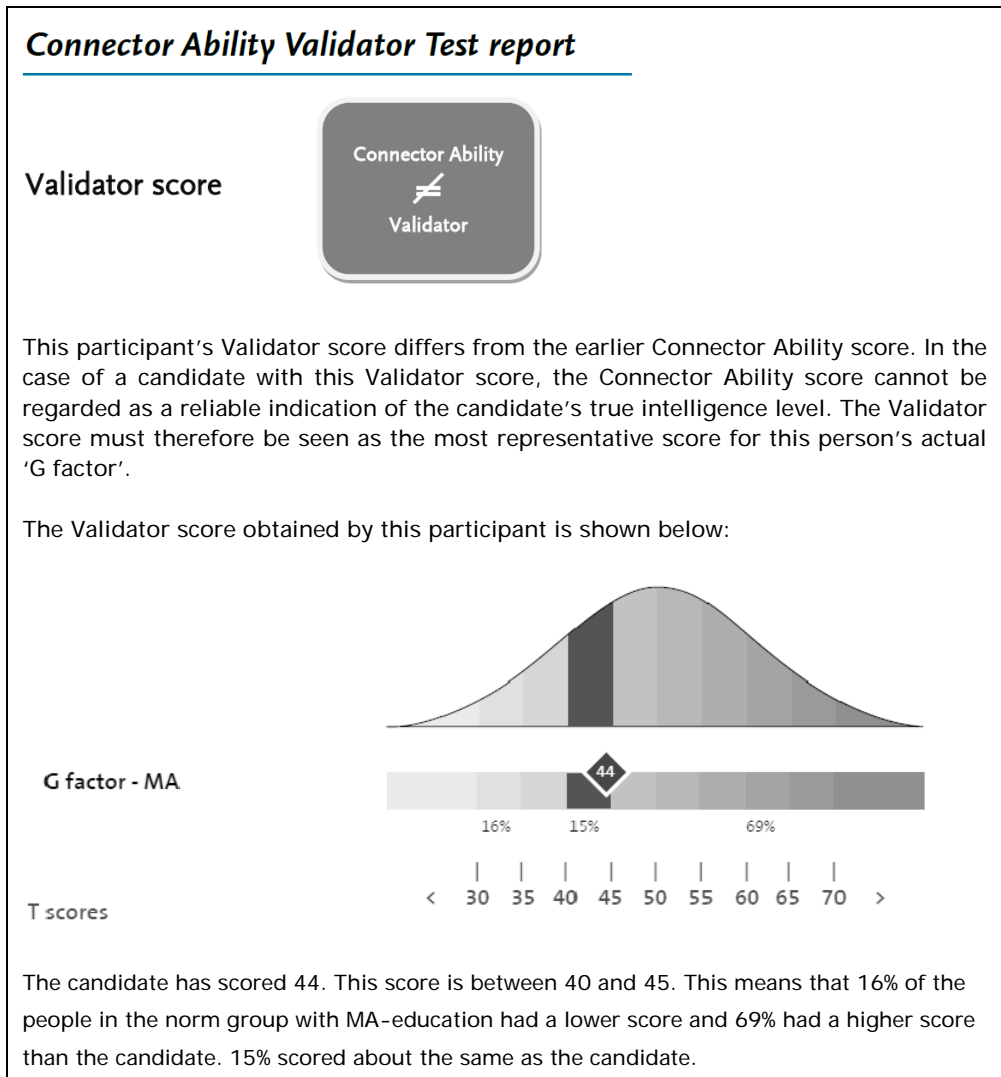 Connector Ability Validator Test report
Validator score
Connector Ability
≠
Validator
This participant’s Validator score differs from the earlier Connector Ability score. In the
case of a candidate with this Validator score, the Connector Ability score cannot be
regarded as a reliable indication of the candidate’s true intelligence level. The Validator
score must therefore be seen as the most representative score for this person’s actual
‘G factor’.
The Validator score obtained by this participant is shown below:
G factor - MA
44
16% 15% 69%
T scores
< 30 35 40 45 50 55 60 65 70 >
The candidate has scored 44. This score is between 40 and 45. This means that 16% of the
people in the norm group with MA-education had a lower score and 69% had a higher score
than the candidate. 15% scored about the same as the candidate.